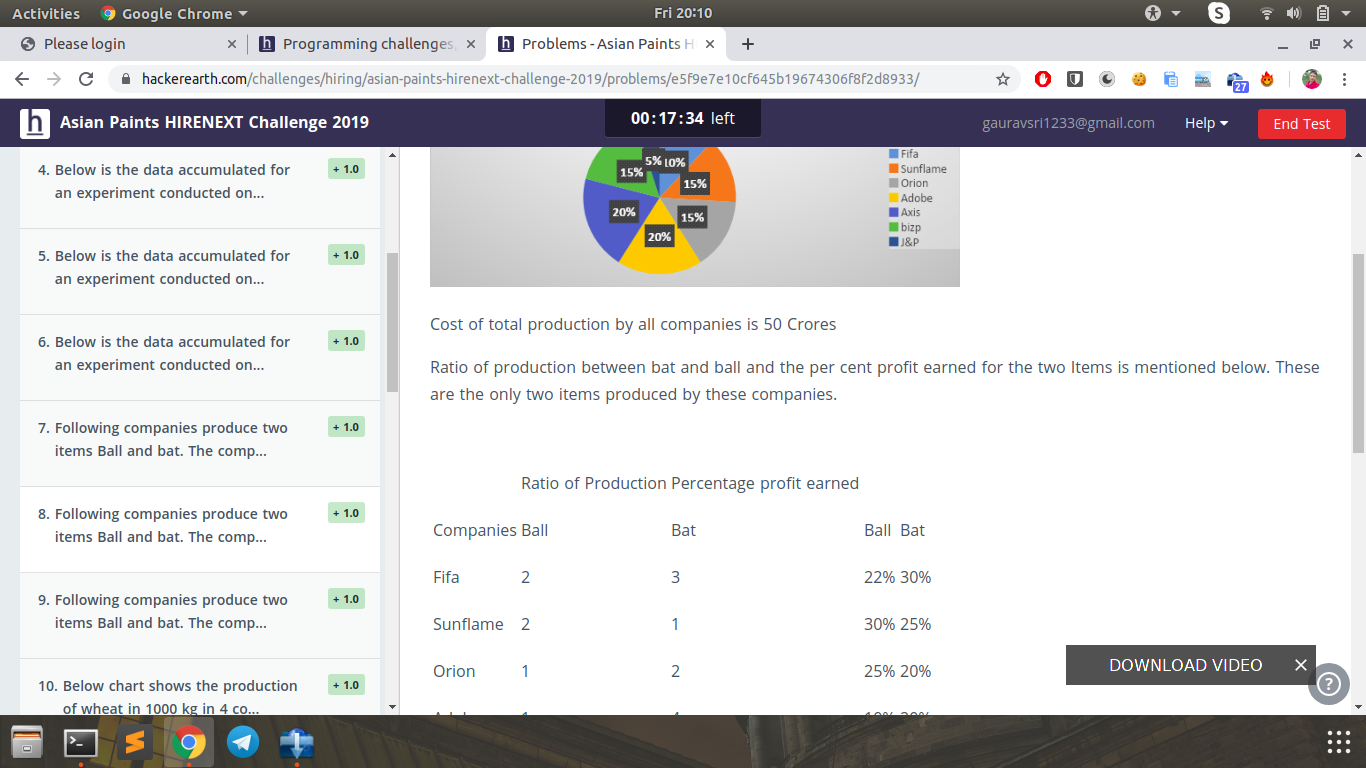 Activities Google Chrome Fri 20:10 S
Please login × Programming challenges, × Problems - Asian Paints H × +
hackerearth.com/challenges/hiring/asian-paints-hirenext-challenge-2019/problems/e5f9e7e10cf645b19674306f8f2d8933/ 27
h Asian Paints HIRENEXT Challenge 2019 00:17:34 left gauravsri1233@gmail.com Help End Test
4. Below is the data accumulated for + 1.0
an experiment conducted on...
5. Below is the data accumulated for + 1.0
an experiment conducted on...
6. Below is the data accumulated for + 1.0
an experiment conducted on...
7. Following companies produce two + 1.0
items Ball and bat. The comp...
8. Following companies produce two + 1.0
items Ball and bat. The comp...
9. Following companies produce two + 1.0
items Ball and bat. The comp...
10. Below chart shows the production + 1.0
of wheat in 1000 kg in 4 co...
5% 10%
15% 15%
20% 15%
20%
Fifa
Sunflame
Orion
Adobe
Axis
bizp
J&P
Cost of total production by all companies is 50 Crores
Ratio of production between bat and ball and the per cent profit earned for the two Items is mentioned below. These
are the only two items produced by these companies.
Ratio of Production Percentage profit earned
Companies Ball Bat Ball Bat
Fifa 2 3 22% 30%
Sunflame 2 1 30% 25%
Orion 1 2 25% 20%
DOWNLOAD VIDEO ×
?